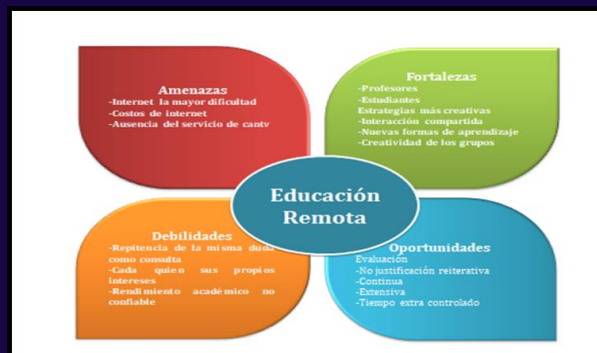 Amenazas
-Internet la mayor dificultad
-Costos de internet
-Ausencia del servicio de cantv
Fortalezas
-Profesores
-Estudiantes
Estrategias más creativas
-Interacción compartida
-Nuevas formas de aprendizaje
-Creatividad de los grupos
Educación
Remota
Debilidades
-Repitencia de la misma duda
como consulta
-Cada quien sus propios
intereses
-Rendimiento académico no
confiable
Oportunidades
Evaluación
-No justificación reiterativa
-Continua
-Extensiva
-Tiempo extra controlado